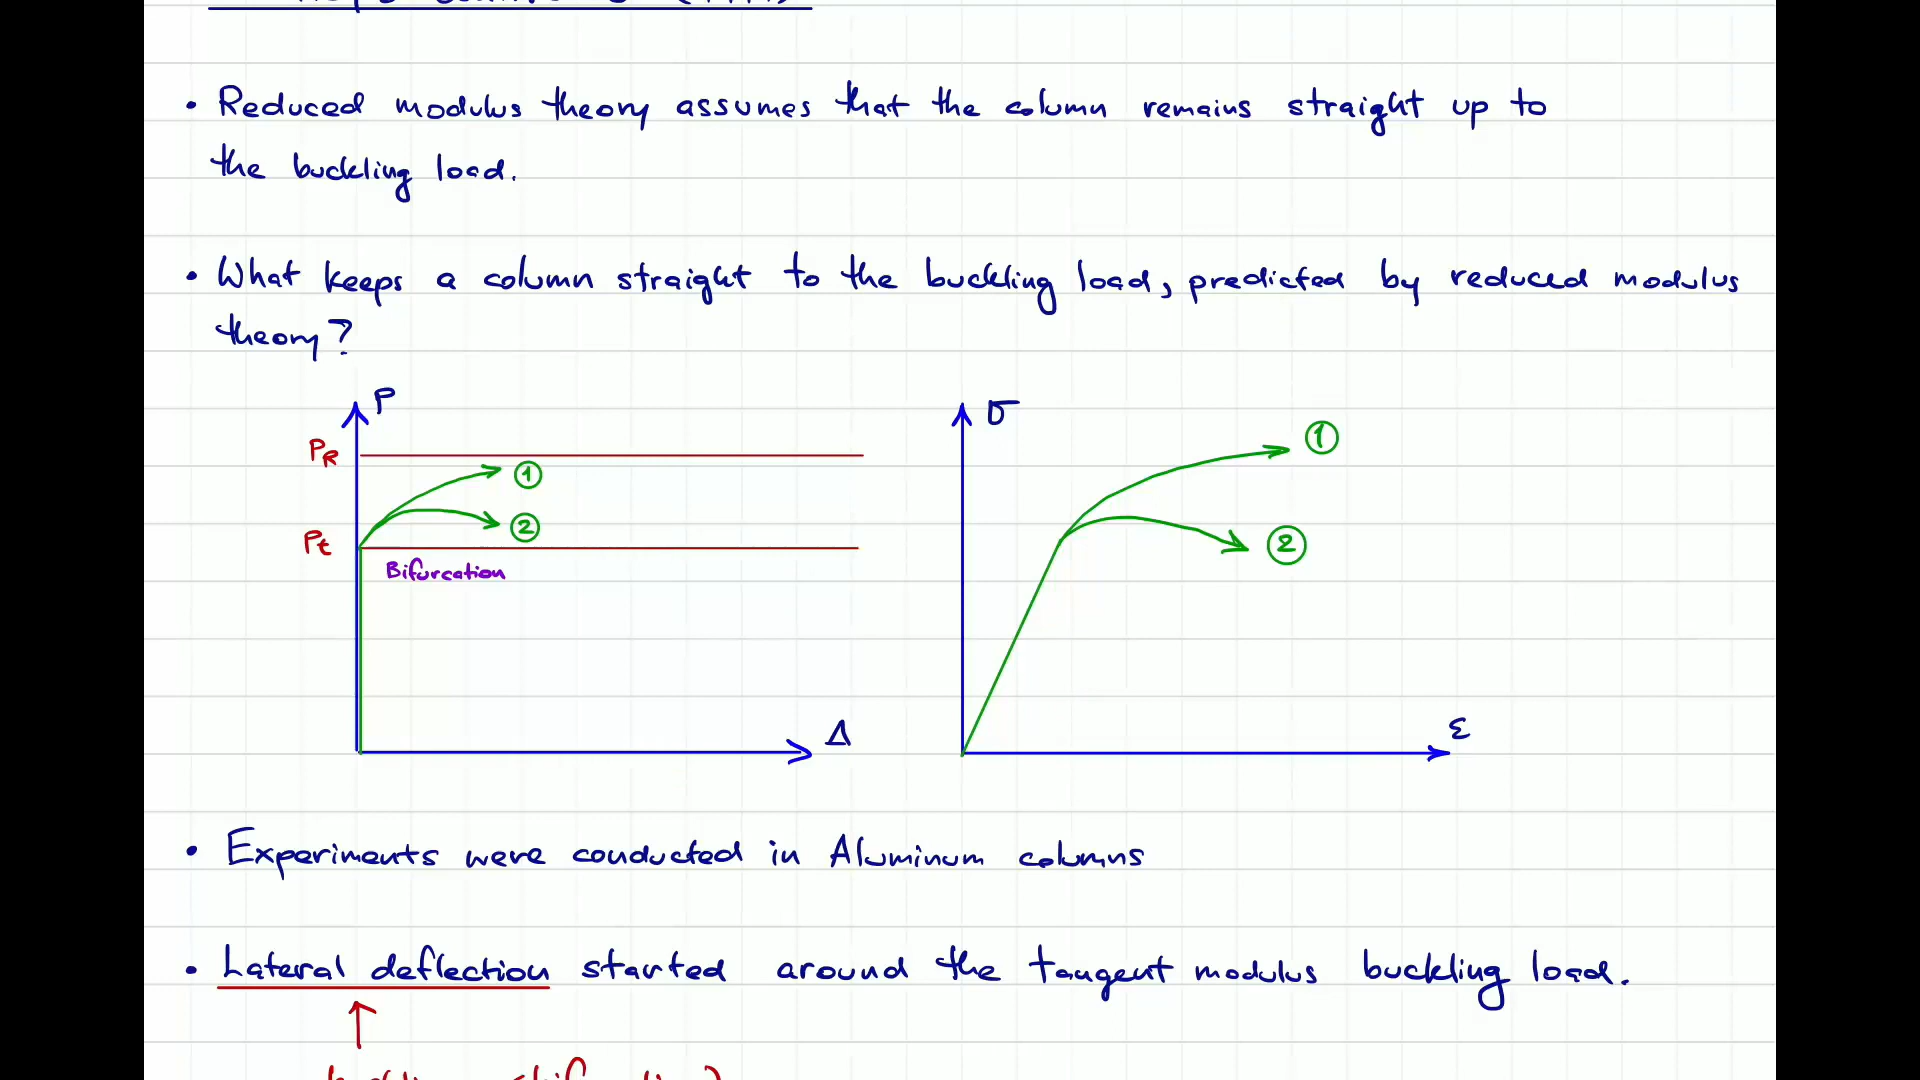 • Reduced modulus theory assumes that the column remains straight up to
the buckling load.
• What keeps a column straight to the buckling load, predicted by reduced modulus
theory?
P
PR
①
②
Pt
Bifurcation
Δ
σ
①
②
ε
• Experiments were conducted in Aluminum columns
• Lateral deflection started around the tangent modulus buckling load.